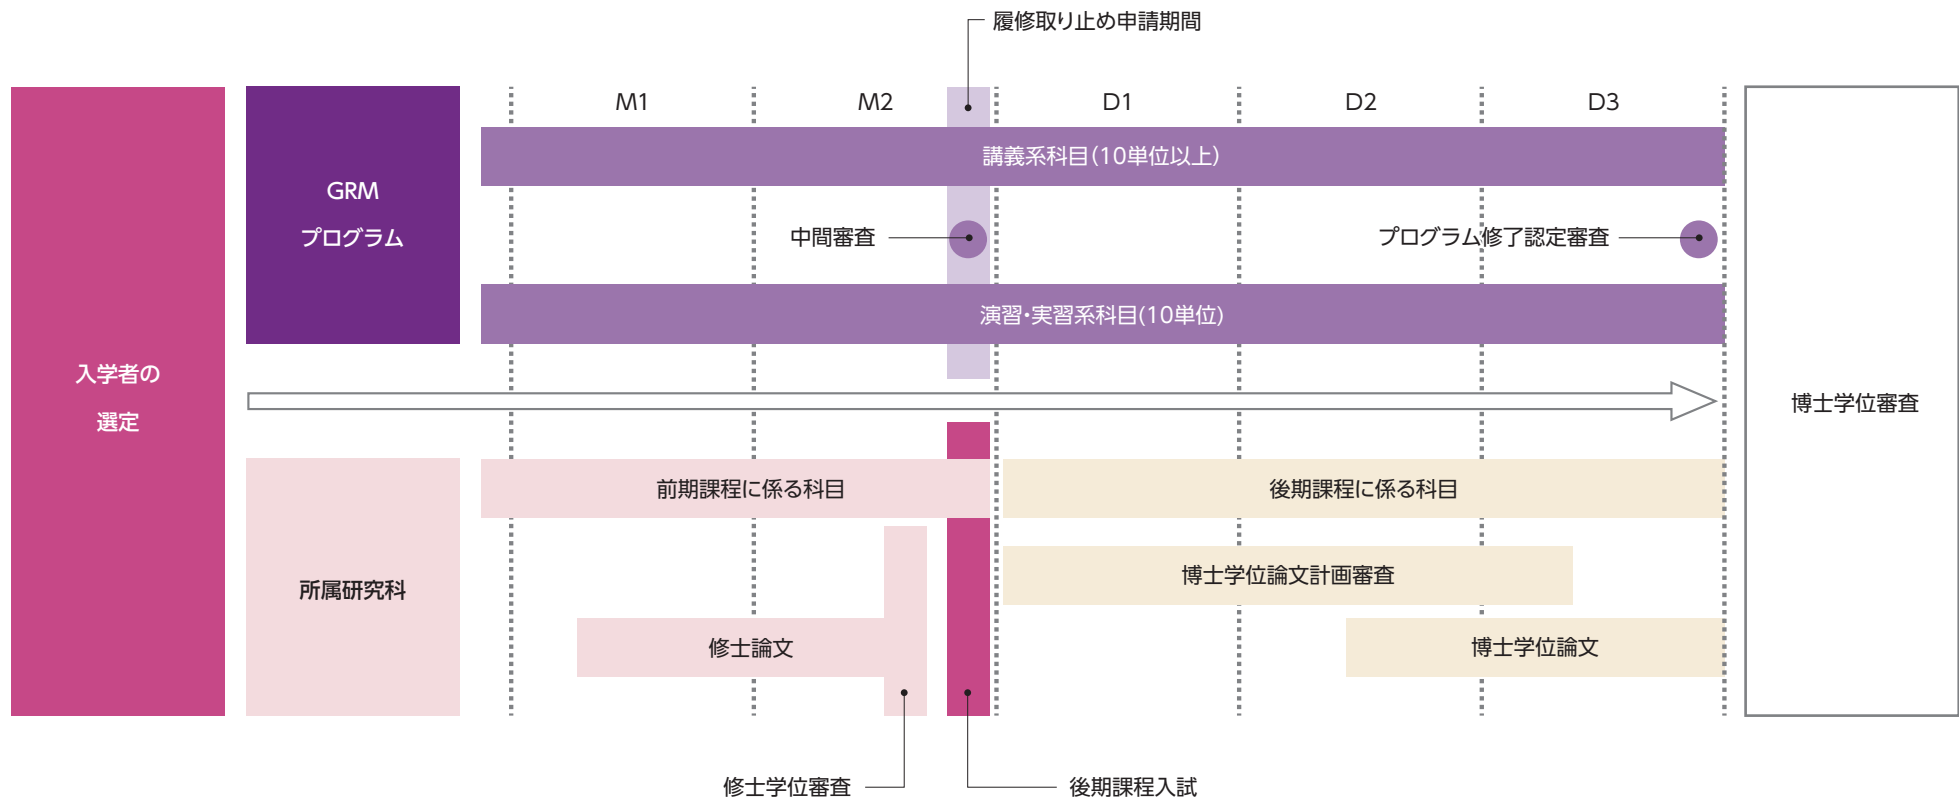 履修取り止め申請期間
M1
M2
D1
D2
D3
講義系科目(10単位以上)
GRM
プログラム
中間審査
プログラム修了認定審査
演習・実習系科目(10単位)
入学者の
選定
博士学位審査
前期課程に係る科目
後期課程に係る科目
所属研究科
博士学位論文計画審査
修士論文
博士学位論文
修士学位審査
後期課程入試